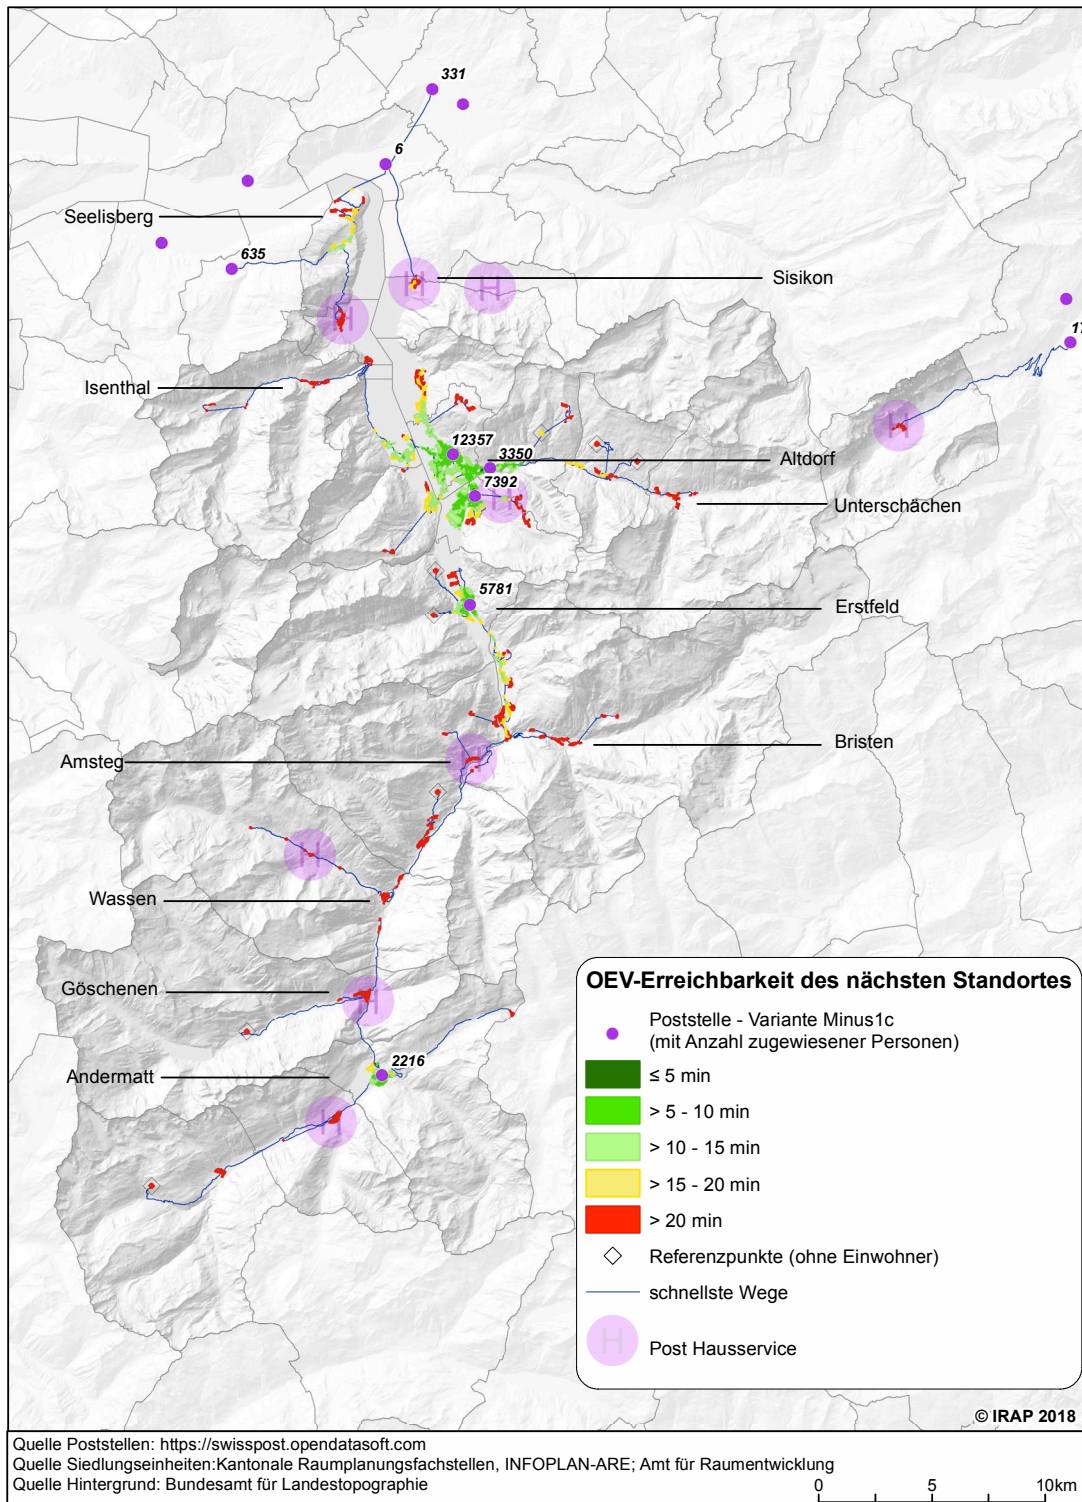 331
6
Seelisberg
635
Sisikon
H
H
H
17
Isenthal
H
12357
3350
Altdorf
7392
H
Unterschächen
5781
Erstfeld
Bristen
Amsteg
H
H
Wassen
Göschenen
H
2216
Andermatt
H
OEV-Erreichbarkeit des nächsten Standortes
Poststelle - Variante Minus1c
(mit Anzahl zugewiesener Personen)
≤ 5 min
> 5 - 10 min
> 10 - 15 min
> 15 - 20 min
> 20 min
Referenzpunkte (ohne Einwohner)
schnellste Wege
H Post Hausservice
© IRAP 2018
Quelle Poststellen: https://swisspost.opendatasoft.com
Quelle Siedlungseinheiten:Kantonale Raumplanungsfachstellen, INFOPLAN-ARE; Amt für Raumentwicklung
Quelle Hintergrund: Bundesamt für Landestopographie
0 5 10km